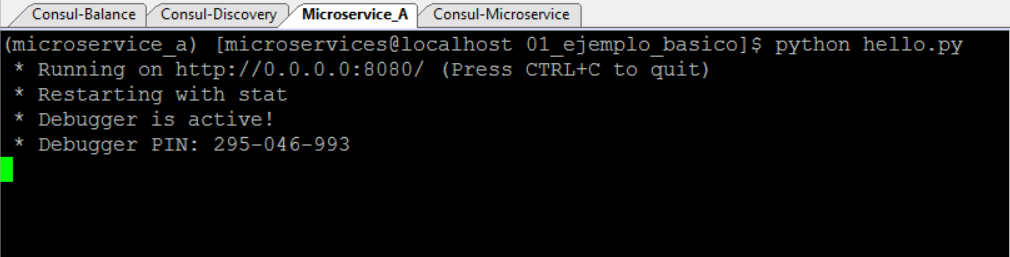 Consul-Balance Consul-Discovery Microservice_A Consul-Microservice
(microservice_a) [microservices@localhost 01_ejemplo_basico]$ python hello.py
 * Running on http://0.0.0.0:8080/ (Press CTRL+C to quit)
 * Restarting with stat
 * Debugger is active!
 * Debugger PIN: 295-046-993